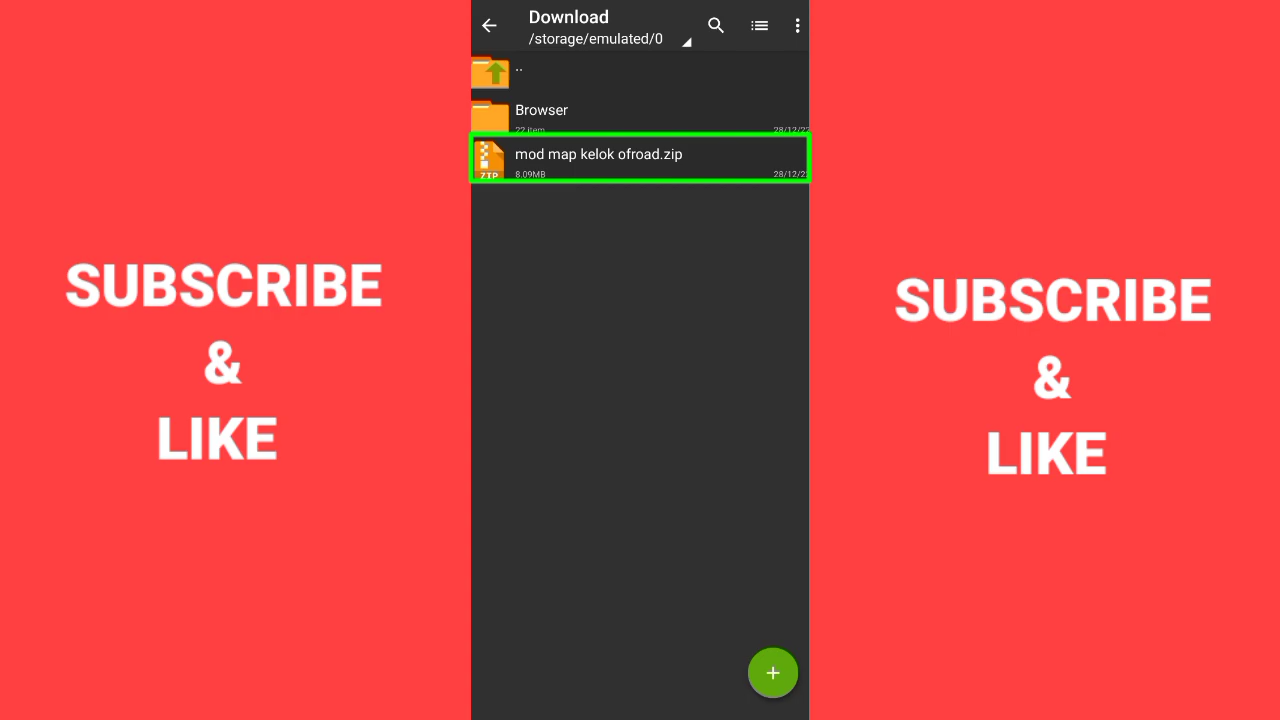 Download
/storage/emulated/0
..
Browser
22 item
mod map kelok ofroad.zip
ZIP
8.09MB
SUBSCRIBE
&
LIKE
SUBSCRIBE
&
LIKE